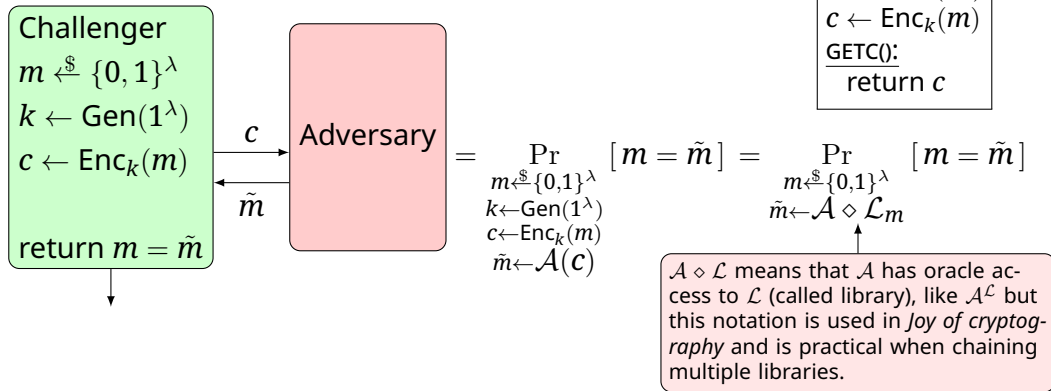 Challenger
m ←$ {0, 1}^λ
k ← Gen(1^λ)
c ← Enc_k(m)
return m = m̃
c
m̃
Adversary
= Pr [m = m̃] = Pr [m = m̃]
m ←$ {0,1}^λ
k←Gen(1^λ)
c←Enc_k(m)
m̃←𝒜(c)
m ←$ {0,1}^λ
m̃←𝒜 ⋄ ℒ_m
c ← Enc_k(m)
GETC():
return c
𝒜 ⋄ ℒ means that 𝒜 has oracle ac-
cess to ℒ (called library), like 𝒜^ℒ but
this notation is used in Joy of cryptog-
raphy and is practical when chaining
multiple libraries.